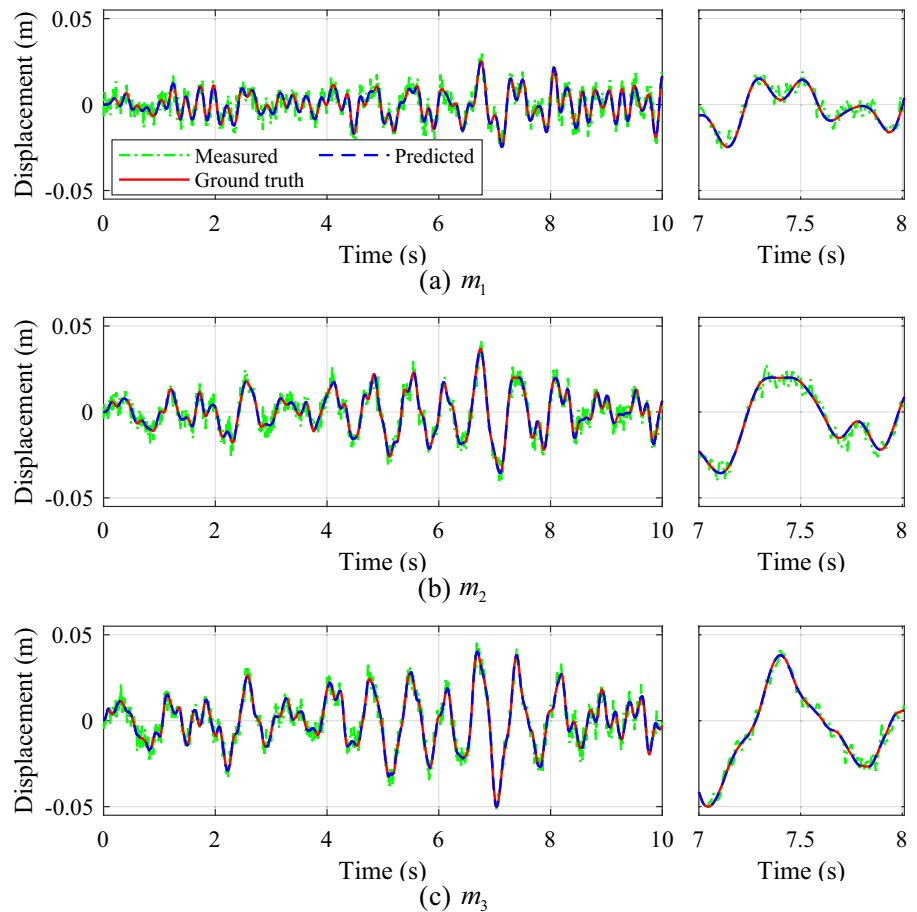 Displacement (m)
0.05
0
-0.05
Measured
Predicted
Ground truth
0 2 4 6 8 10
Time (s)
7 7.5 8
Time (s)
(a) m1
Displacement (m)
0.05
0
-0.05
0 2 4 6 8 10
Time (s)
7 7.5 8
Time (s)
(b) m2
Displacement (m)
0.05
0
-0.05
0 2 4 6 8 10
Time (s)
7 7.5 8
Time (s)
(c) m3